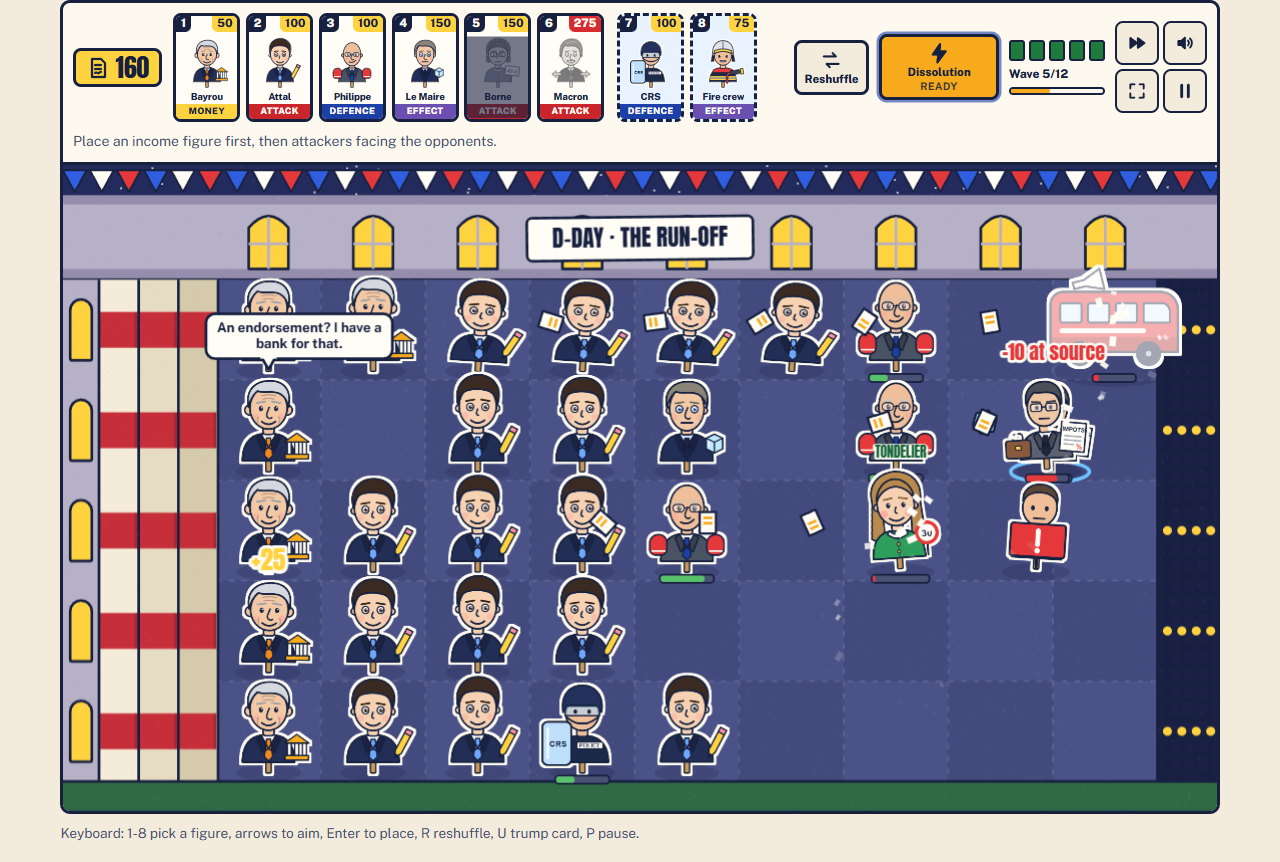 160
1 50
Bayrou
MONEY
2 100
Attal
ATTACK
3 100
Philippe
DEFENCE
4 150
Le Maire
EFFECT
5 150
Borne
ATTACK
6 275
Macron
ATTACK
7 100
CRS
CRS
DEFENCE
8 75
Fire crew
EFFECT
Reshuffle
Dissolution
READY
Wave 5/12
Place an income figure first, then attackers facing the opponents.
D-DAY · THE RUN-OFF
An endorsement? I have a
bank for that.
-10 at source
TONDELIER
IMPOTS
%
+25
3U
!
CRS
POLICE
Keyboard: 1-8 pick a figure, arrows to aim, Enter to place, R reshuffle, U trump card, P pause.